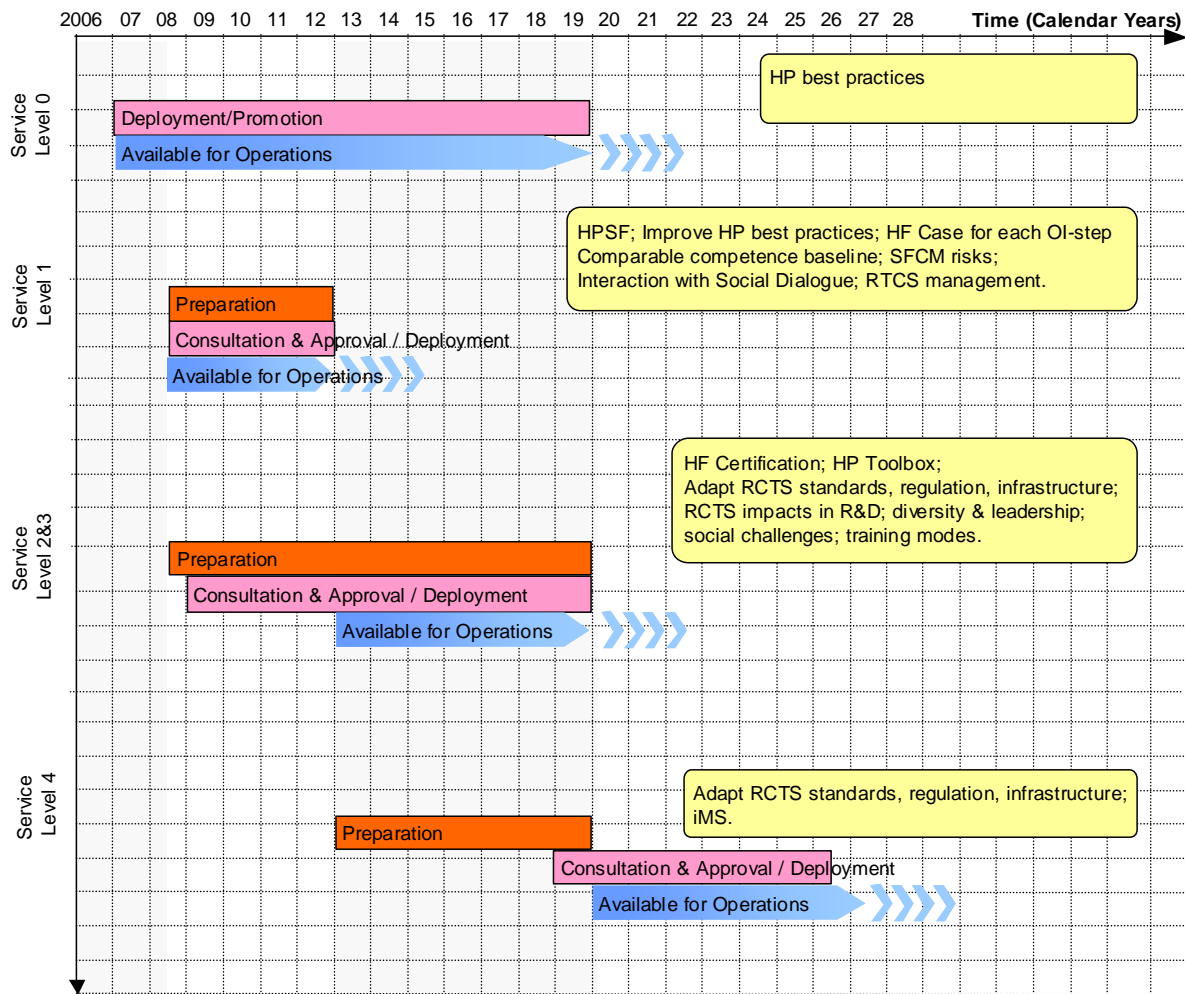 2006 07 08 09 10 11 12 13 14 15 16 17 18 19 20 21 22 23 24 25 26 27 28 Time (Calendar Years)
Service
Level 0
HP best practices
Deployment/Promotion
Available for Operations
Service
Level 1
HPSF; Improve HP best practices; HF Case for each OI-step
Comparable competence baseline; SFCM risks;
Interaction with Social Dialogue; RTCS management.
Preparation
Consultation & Approval / Deployment
Available for Operations
Service
Level 2&3
HF Certification; HP Toolbox;
Adapt RCTS standards, regulation, infrastructure;
RCTS impacts in R&D; diversity & leadership;
social challenges; training modes.
Preparation
Consultation & Approval / Deployment
Available for Operations
Service
Level 4
Adapt RCTS standards, regulation, infrastructure;
iMS.
Preparation
Consultation & Approval / Deployment
Available for Operations